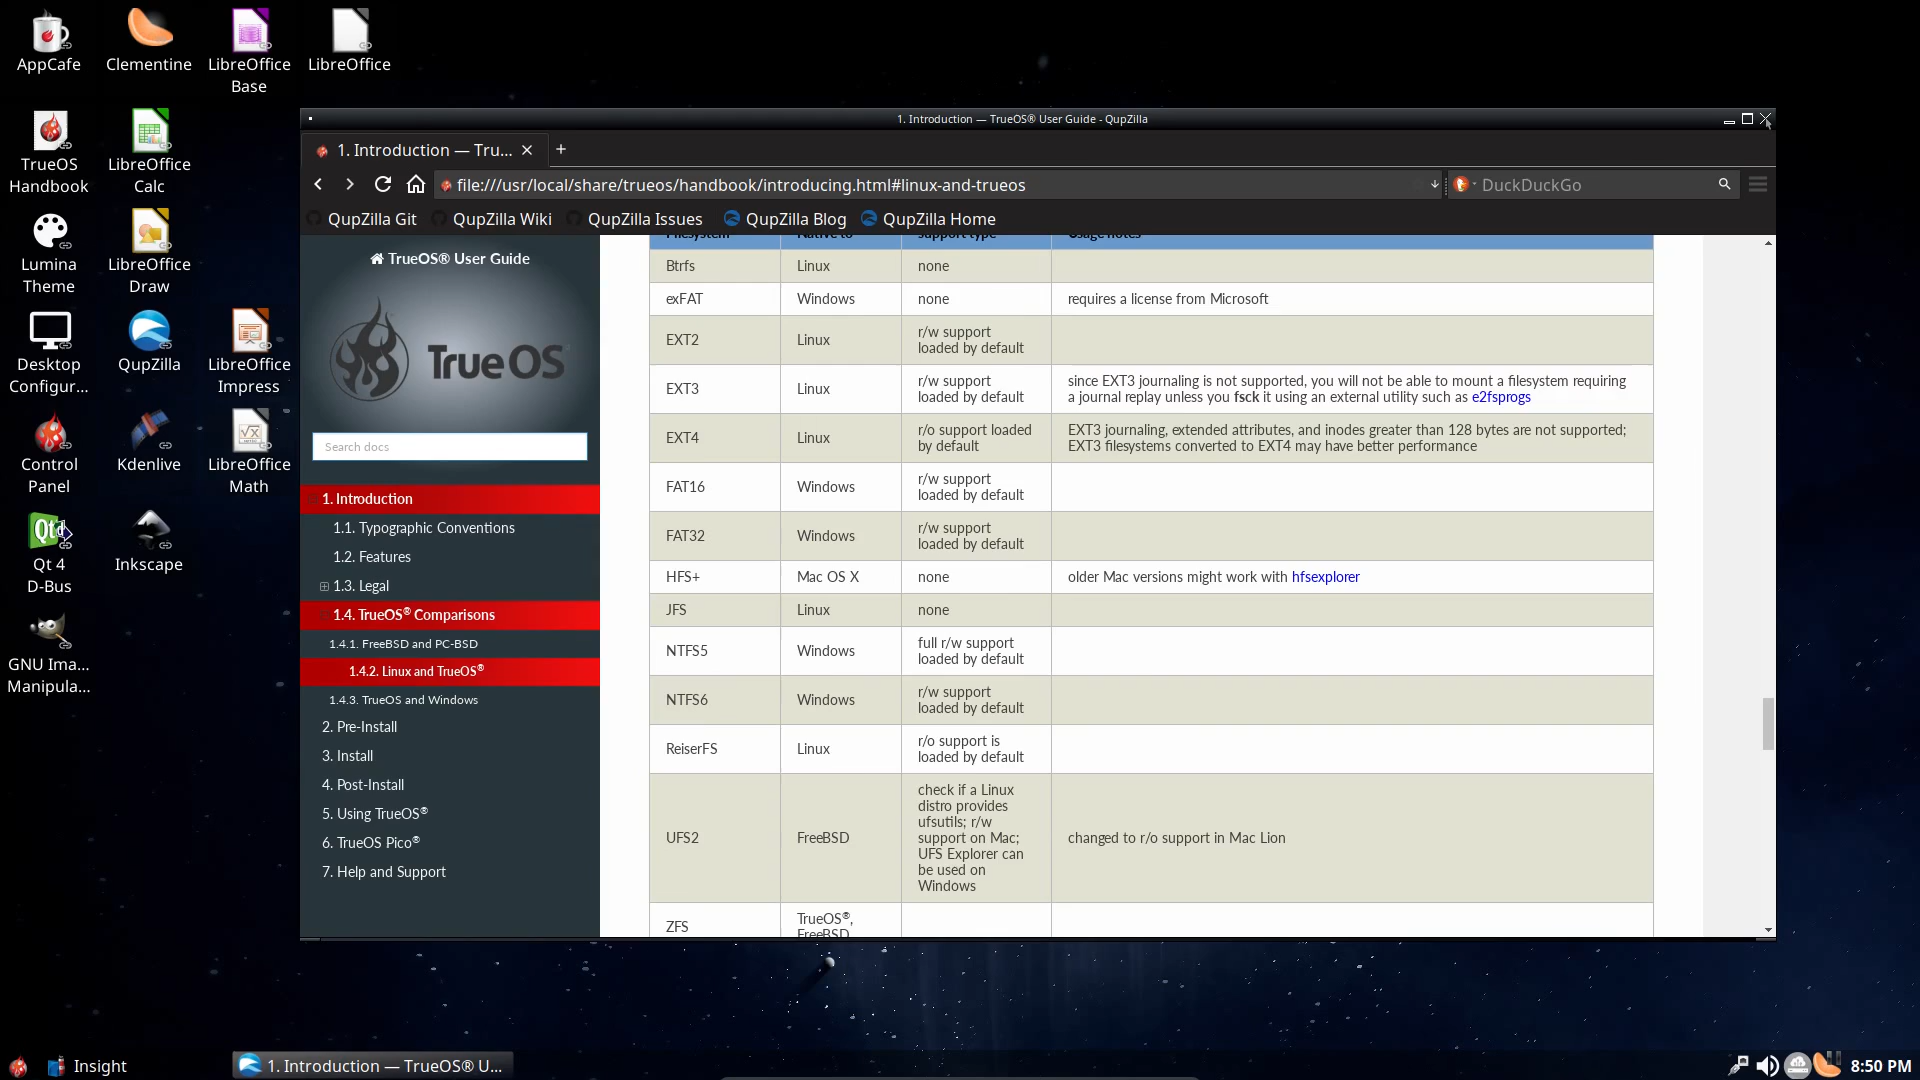 AppCafe
Clementine
LibreOffice
Base
LibreOffice
TrueOS
Handbook
LibreOffice
Calc
Lumina
Theme
LibreOffice
Draw
Desktop
Configur...
QupZilla
LibreOffice
Impress
Control
Panel
Kdenlive
LibreOffice
Math
Qt 4
D-Bus
Inkscape
GNU Ima...
Manipula...
1. Introduction — TrueOS® User Guide - QupZilla
1. Introduction — Tru...
file:///usr/local/share/trueos/handbook/introducing.html#linux-and-trueos
DuckDuckGo
QupZilla Git
QupZilla Wiki
QupZilla Issues
QupZilla Blog
QupZilla Home
TrueOS® User Guide
TrueOS
Search docs
1. Introduction
1.1. Typographic Conventions
1.2. Features
1.3. Legal
1.4. TrueOS® Comparisons
1.4.1. FreeBSD and PC-BSD
1.4.2. Linux and TrueOS®
1.4.3. TrueOS and Windows
2. Pre-Install
3. Install
4. Post-Install
5. Using TrueOS®
6. TrueOS Pico®
7. Help and Support
Filesystem Native to support type Usage notes
Btrfs Linux none
exFAT Windows none requires a license from Microsoft
EXT2 Linux r/w support
loaded by default
EXT3 Linux r/w support
loaded by default
since EXT3 journaling is not supported, you will not be able to mount a filesystem requiring
a journal replay unless you fsck it using an external utility such as e2fsprogs
EXT4 Linux r/o support loaded
by default
EXT3 journaling, extended attributes, and inodes greater than 128 bytes are not supported;
EXT3 filesystems converted to EXT4 may have better performance
FAT16 Windows r/w support
loaded by default
FAT32 Windows r/w support
loaded by default
HFS+ Mac OS X none older Mac versions might work with hfsexplorer
JFS Linux none
NTFS5 Windows full r/w support
loaded by default
NTFS6 Windows r/w support
loaded by default
ReiserFS Linux r/o support is
loaded by default
UFS2 FreeBSD check if a Linux
distro provides
ufsutils; r/w
support on Mac;
UFS Explorer can
be used on
Windows
changed to r/o support in Mac Lion
ZFS TrueOS®,
FreeBSD
Insight
1. Introduction — TrueOS® U...
8:50 PM